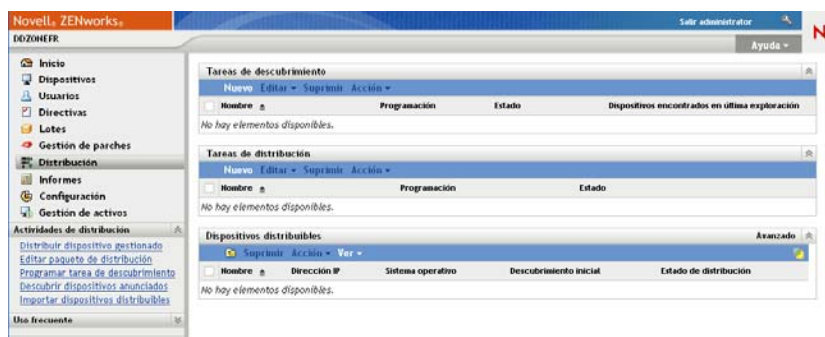 Novell® ZENworks®
Salir administrator
N
DDZONEFR
Ayuda
Inicio
Dispositivos
Usuarios
Directivas
Lotes
Gestión de parches
Distribución
Informes
Configuración
Gestión de activos
Actividades de distribución
Distribuir dispositivo gestionado
Editar paquete de distribución
Programar tarea de descubrimiento
Descubrir dispositivos anunciados
Importar dispositivos distribuibles
Uso frecuente
Tareas de descubrimiento
Nuevo Editar Suprimir Acción
Nombre Programación Estado Dispositivos encontrados en última exploración
No hay elementos disponibles.
Tareas de distribución
Nuevo Editar Suprimir Acción
Nombre Programación Estado
No hay elementos disponibles.
Dispositivos distribuibles Avanzado
Suprimir Acción Ver
Nombre Dirección IP Sistema operativo Descubrimiento inicial Estado de distribución
No hay elementos disponibles.